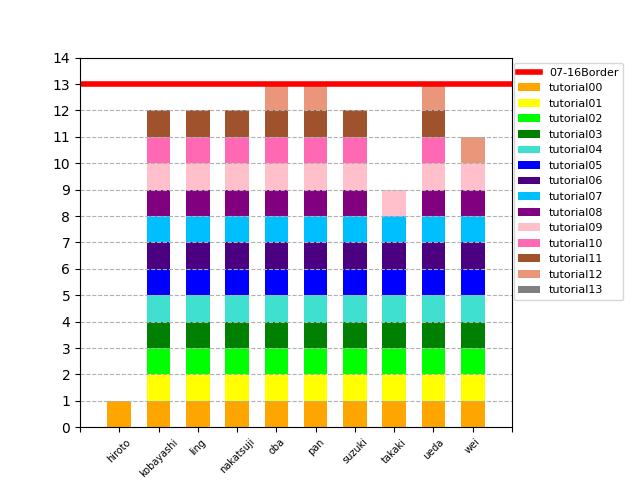 14
13
12
11
10
9
8
7
6
5
4
3
2
1
0
hiroto
kobayashi
ling
nakatsuji
oba
pan
suzuki
takaki
ueda
wei
07-16Border
tutorial00
tutorial01
tutorial02
tutorial03
tutorial04
tutorial05
tutorial06
tutorial07
tutorial08
tutorial09
tutorial10
tutorial11
tutorial12
tutorial13